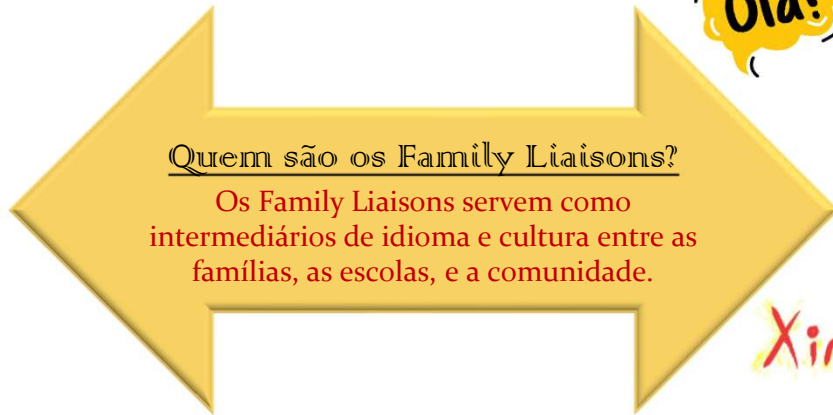 Olá!
Quem são os Family Liaisons?
Os Family Liaisons servem como
intermediários de idioma e cultura entre as
famílias, as escolas, e a comunidade.